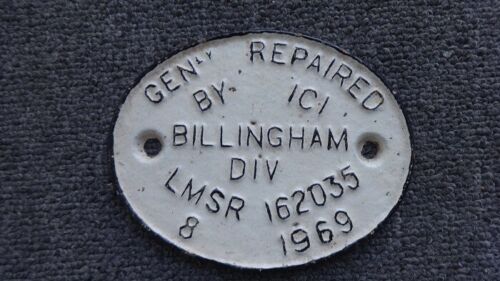 GENLY REPAIRED
BY ICI
BILLINGHAM
DIV
LMSR 162035
8 1969